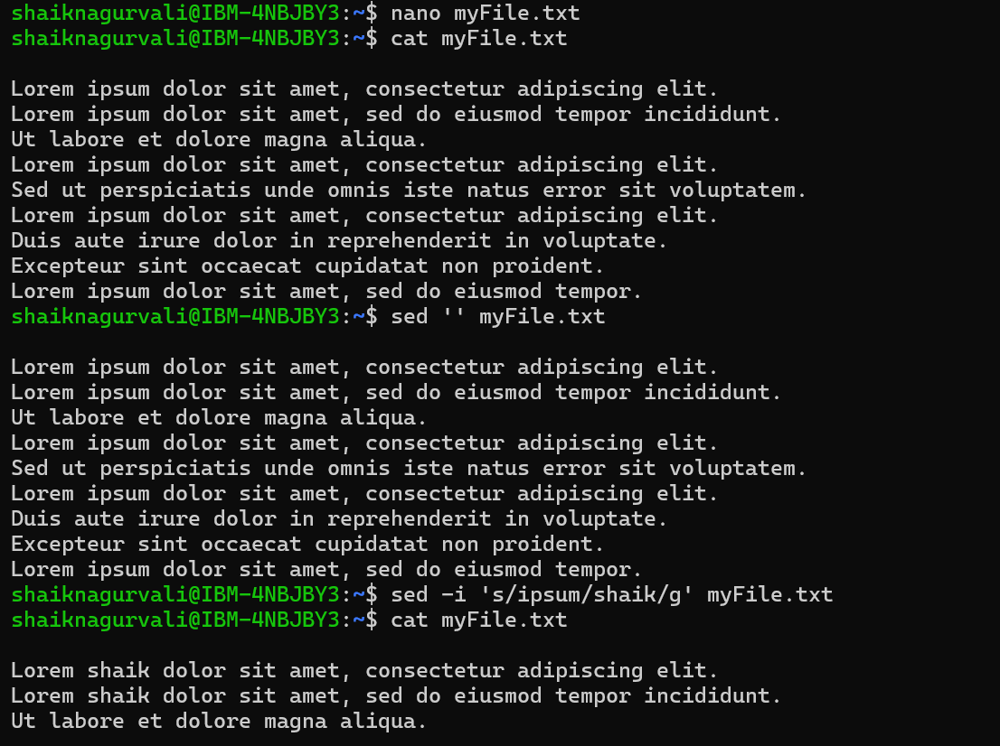 shaiknagurvali@IBM-4NBJBY3:~$ nano myFile.txt
shaiknagurvali@IBM-4NBJBY3:~$ cat myFile.txt

Lorem ipsum dolor sit amet, consectetur adipiscing elit.
Lorem ipsum dolor sit amet, sed do eiusmod tempor incididunt.
Ut labore et dolore magna aliqua.
Lorem ipsum dolor sit amet, consectetur adipiscing elit.
Sed ut perspiciatis unde omnis iste natus error sit voluptatem.
Lorem ipsum dolor sit amet, consectetur adipiscing elit.
Duis aute irure dolor in reprehenderit in voluptate.
Excepteur sint occaecat cupidatat non proident.
Lorem ipsum dolor sit amet, sed do eiusmod tempor.
shaiknagurvali@IBM-4NBJBY3:~$ sed '' myFile.txt

Lorem ipsum dolor sit amet, consectetur adipiscing elit.
Lorem ipsum dolor sit amet, sed do eiusmod tempor incididunt.
Ut labore et dolore magna aliqua.
Lorem ipsum dolor sit amet, consectetur adipiscing elit.
Sed ut perspiciatis unde omnis iste natus error sit voluptatem.
Lorem ipsum dolor sit amet, consectetur adipiscing elit.
Duis aute irure dolor in reprehenderit in voluptate.
Excepteur sint occaecat cupidatat non proident.
Lorem ipsum dolor sit amet, sed do eiusmod tempor.
shaiknagurvali@IBM-4NBJBY3:~$ sed -i 's/ipsum/shaik/g' myFile.txt
shaiknagurvali@IBM-4NBJBY3:~$ cat myFile.txt

Lorem shaik dolor sit amet, consectetur adipiscing elit.
Lorem shaik dolor sit amet, sed do eiusmod tempor incididunt.
Ut labore et dolore magna aliqua.